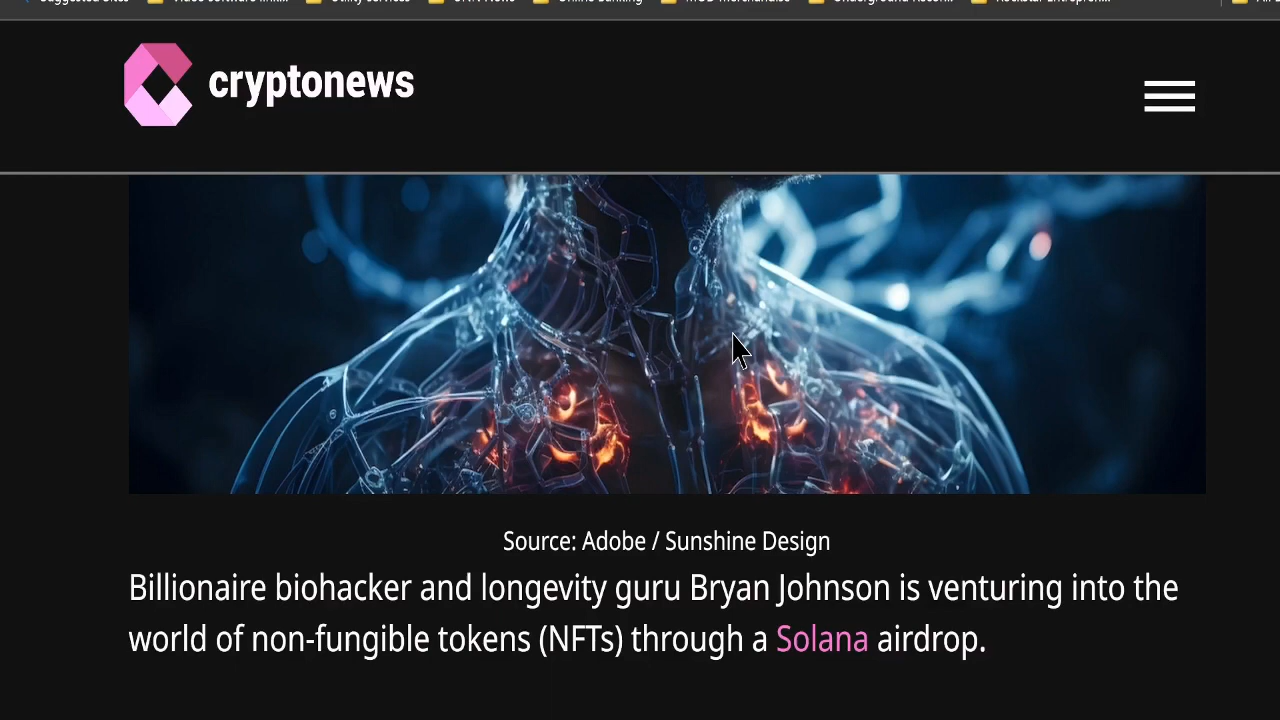 cryptonews
Source: Adobe / Sunshine Design
Billionaire biohacker and longevity guru Bryan Johnson is venturing into the
world of non-fungible tokens (NFTs) through a Solana airdrop.